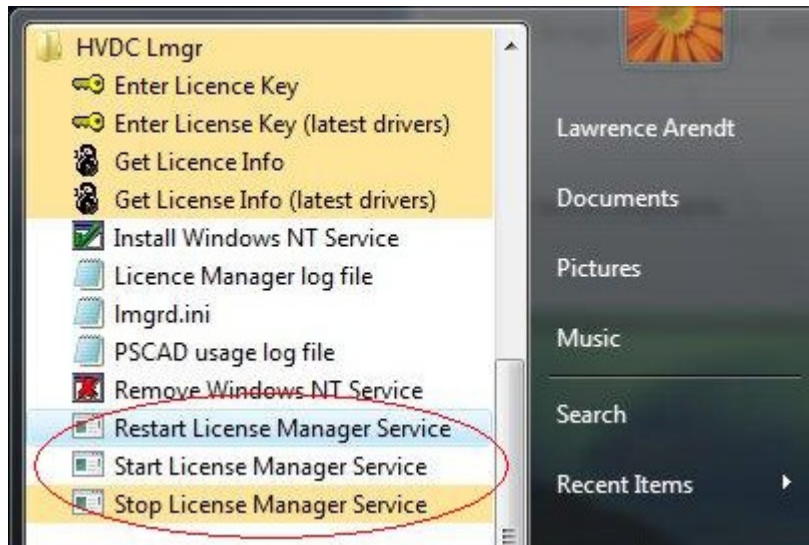 HVDC Lmgr
Enter Licence Key
Enter License Key (latest drivers)
Get Licence Info
Get License Info (latest drivers)
Install Windows NT Service
Licence Manager log file
lmgrd.ini
PSCAD usage log file
Remove Windows NT Service
Restart License Manager Service
Start License Manager Service
Stop License Manager Service
Lawrence Arendt
Documents
Pictures
Music
Search
Recent Items